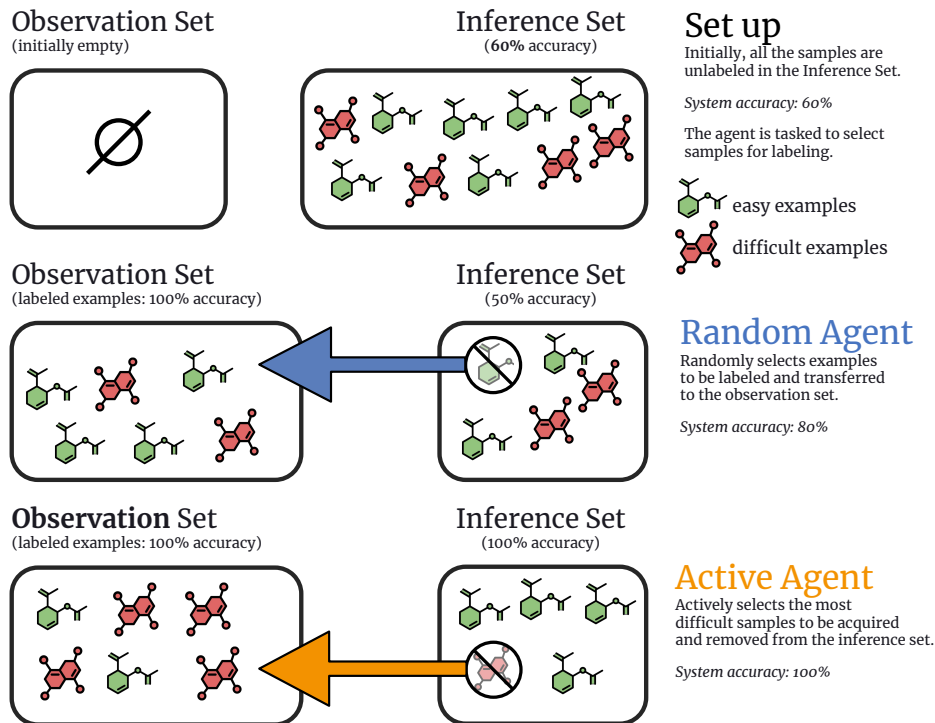 Observation Set
(initially empty)
Inference Set
(60% accuracy)
Set up
Initially, all the samples are
unlabeled in the Inference Set.
System accuracy: 60%
The agent is tasked to select
samples for labeling.
easy examples
difficult examples
Observation Set
(labeled examples: 100% accuracy)
Inference Set
(50% accuracy)
Random Agent
Randomly selects examples
to be labeled and transferred
to the observation set.
System accuracy: 80%
Observation Set
(labeled examples: 100% accuracy)
Inference Set
(100% accuracy)
Active Agent
Actively selects the most
difficult samples to be acquired
and removed from the inference set.
System accuracy: 100%